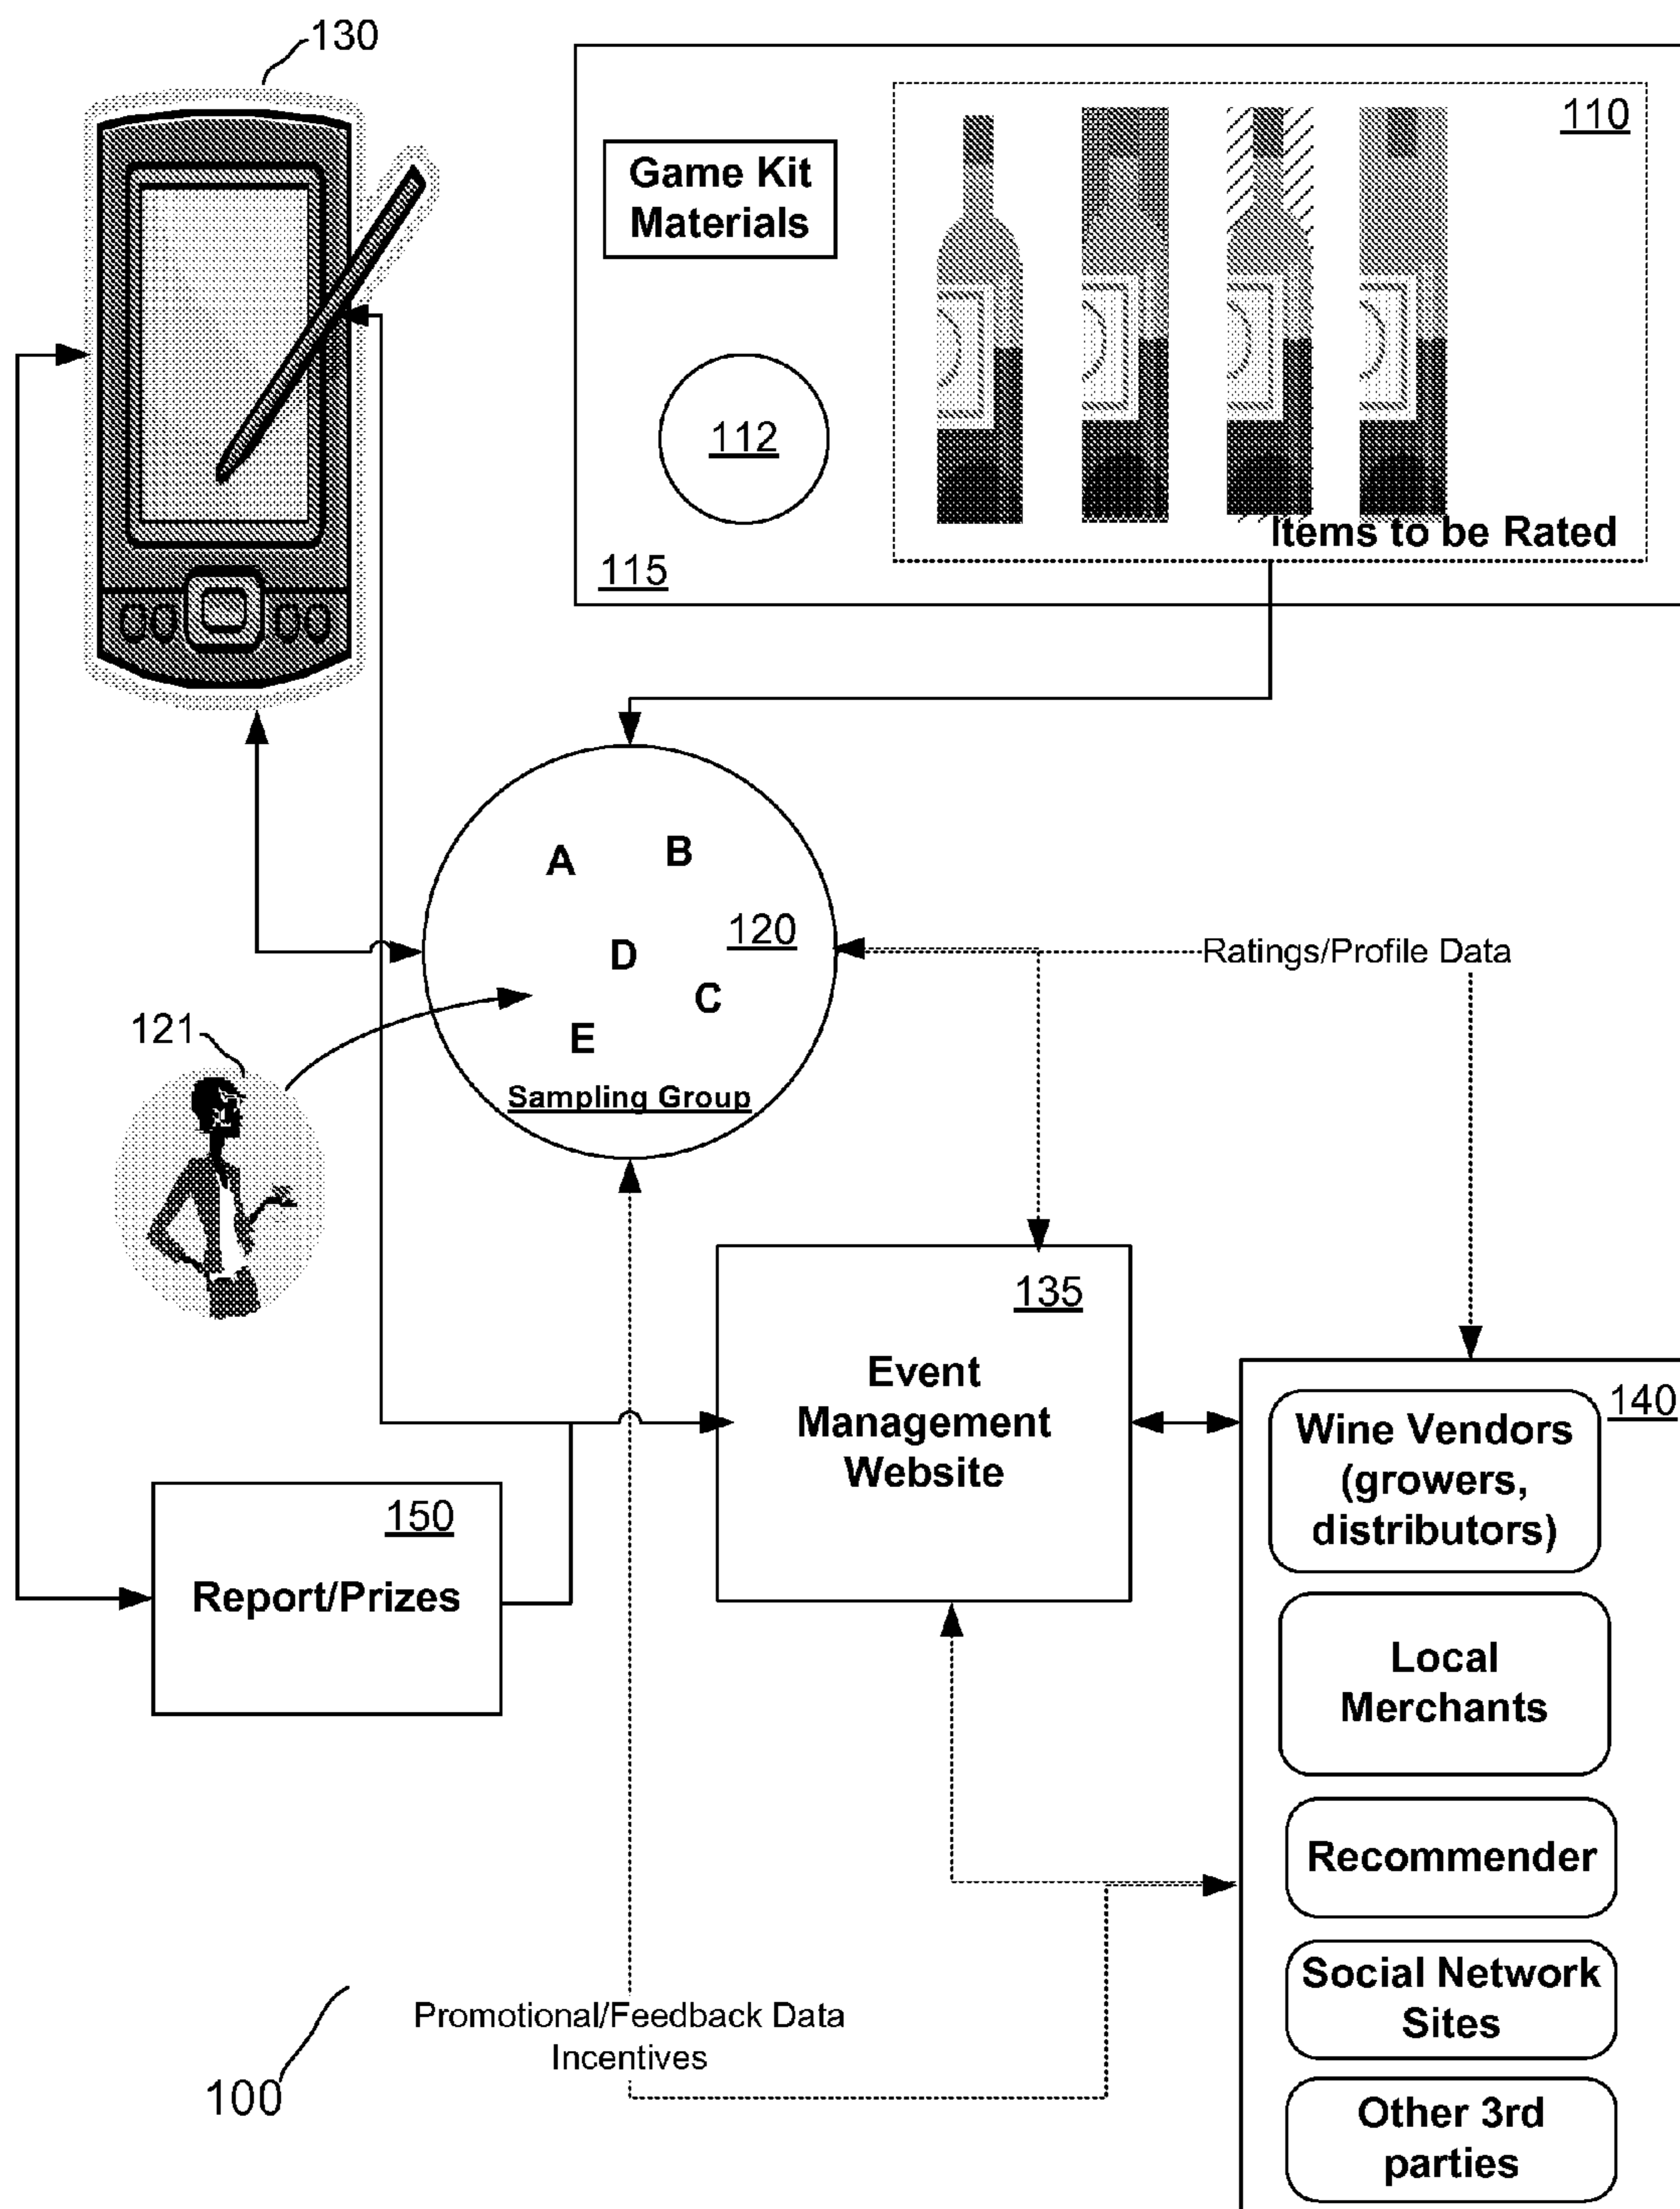 130
110
Game Kit
Materials
112
Items to be Rated
115
A
B
120
D
C
E
Sampling Group
Ratings/Profile Data
121
135
Event
Management
Website
140
Wine Vendors
(growers,
distributors)
150
Report/Prizes
Local
Merchants
Recommender
Social Network
Sites
Promotional/Feedback Data
Incentives
100
Other 3rd
parties